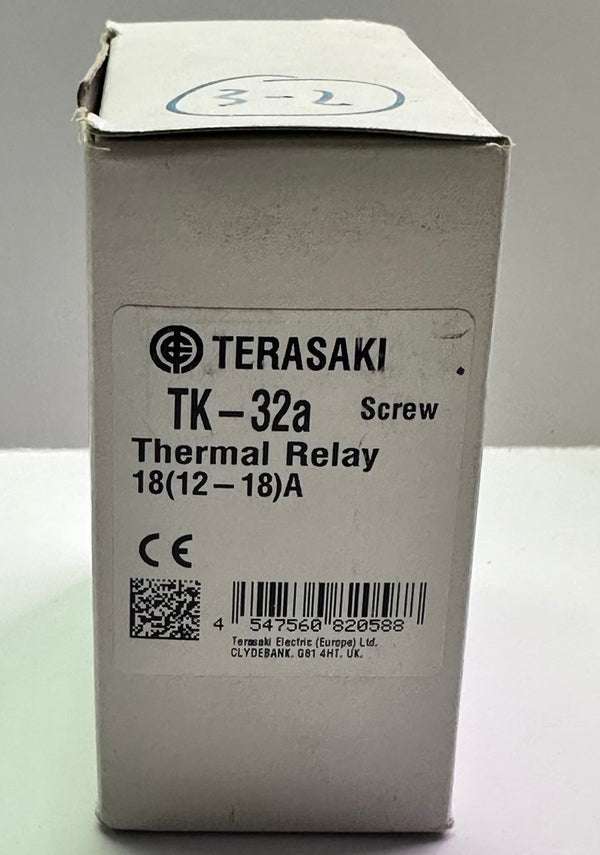 3-2
TERASAKI
TK-32a Screw
Thermal Relay
18(12-18)A
CE
4 547560 820588
Terasaki Electric (Europe) Ltd.
CLYDEBANK. G81 4HT. UK.